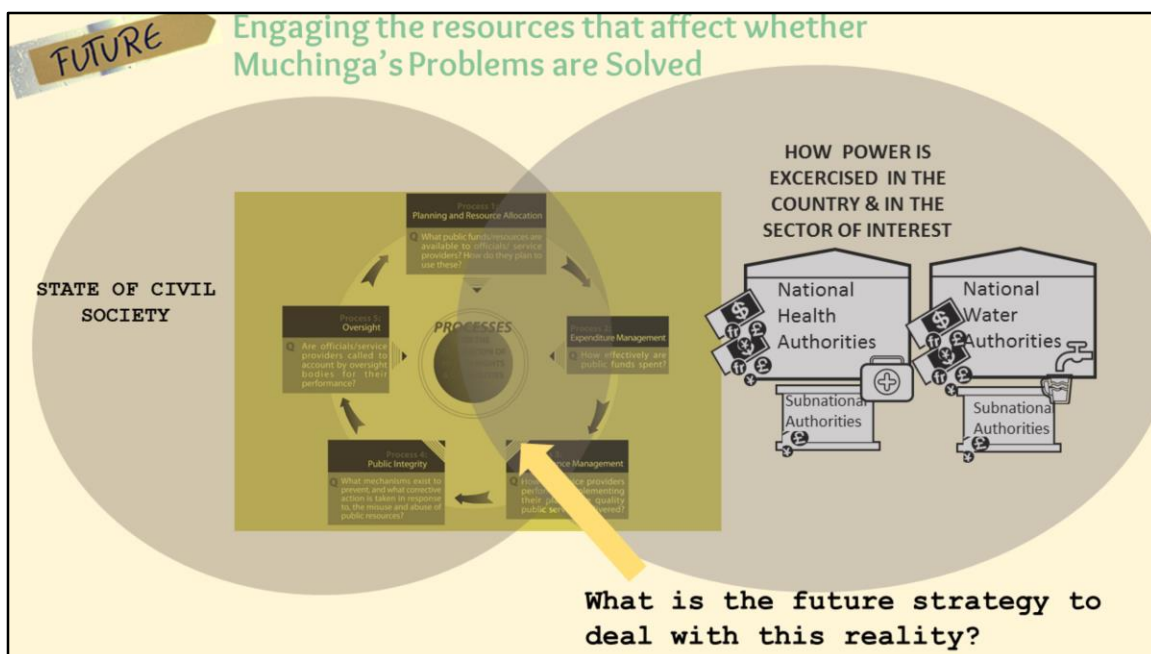 FUTURE
Engaging the resources that affect whether
Muchinga's Problems are Solved
HOW POWER IS
EXCERCISED IN THE
COUNTRY & IN THE
SECTOR OF INTEREST
STATE OF CIVIL
SOCIETY
Process 1:
Planning and Resource Allocation
Q What public funds/resources are
available to officials/ service
providers? How do they plan to
use these?
Process 5:
Oversight
Q Are officials/service
providers called to
account by oversight
bodies for their
performance?
PROCESSES
Process 2:
Expenditure Management
Q How effectively are
public funds spent?
Process 4:
Public Integrity
Q What mechanisms exist to
prevent, and what corrective
action is taken in response
to, the misuse and abuse of
public resources?
Management
public
National
Health
Authorities
Subnational
Authorities
National
Water
Authorities
Subnational
Authorities
What is the future strategy to
deal with this reality?